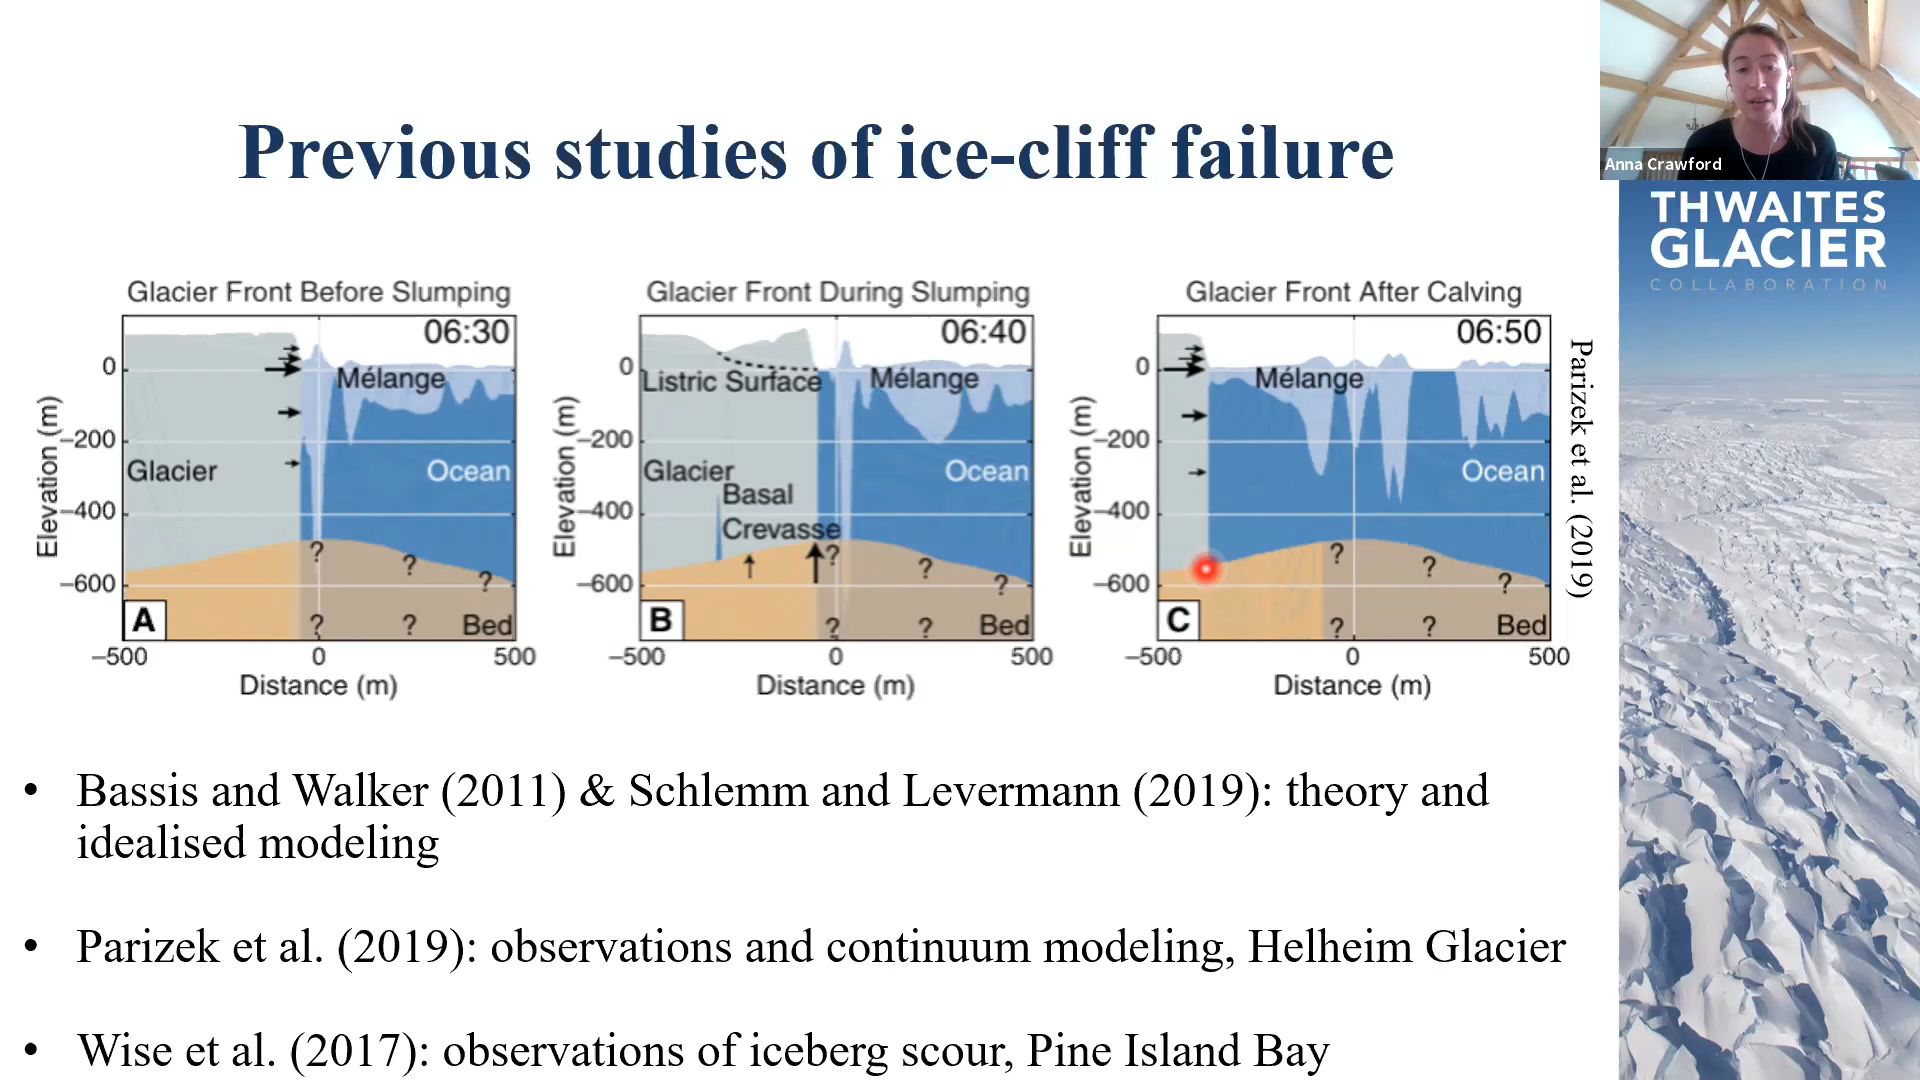 Previous studies of ice-cliff failure
Anna Crawford
THWAITES
GLACIER
COLLABORATION
Glacier Front Before Slumping
06:30
Elevation (m)
0
−200
−400
−600
Mélange
Glacier
Ocean
?
?
?
?
?
Bed
A
−500
0
500
Distance (m)
Glacier Front During Slumping
06:40
Elevation (m)
0
−200
−400
−600
Listric Surface
Mélange
Glacier
Ocean
Basal
Crevasse
?
?
?
?
?
Bed
B
−500
0
500
Distance (m)
Glacier Front After Calving
06:50
Elevation (m)
0
−200
−400
−600
Mélange
Ocean
?
?
?
?
?
Bed
C
−500
0
500
Distance (m)
Parizek et al. (2019)
• Bassis and Walker (2011) & Schlemm and Levermann (2019): theory and
idealised modeling
• Parizek et al. (2019): observations and continuum modeling, Helheim Glacier
• Wise et al. (2017): observations of iceberg scour, Pine Island Bay